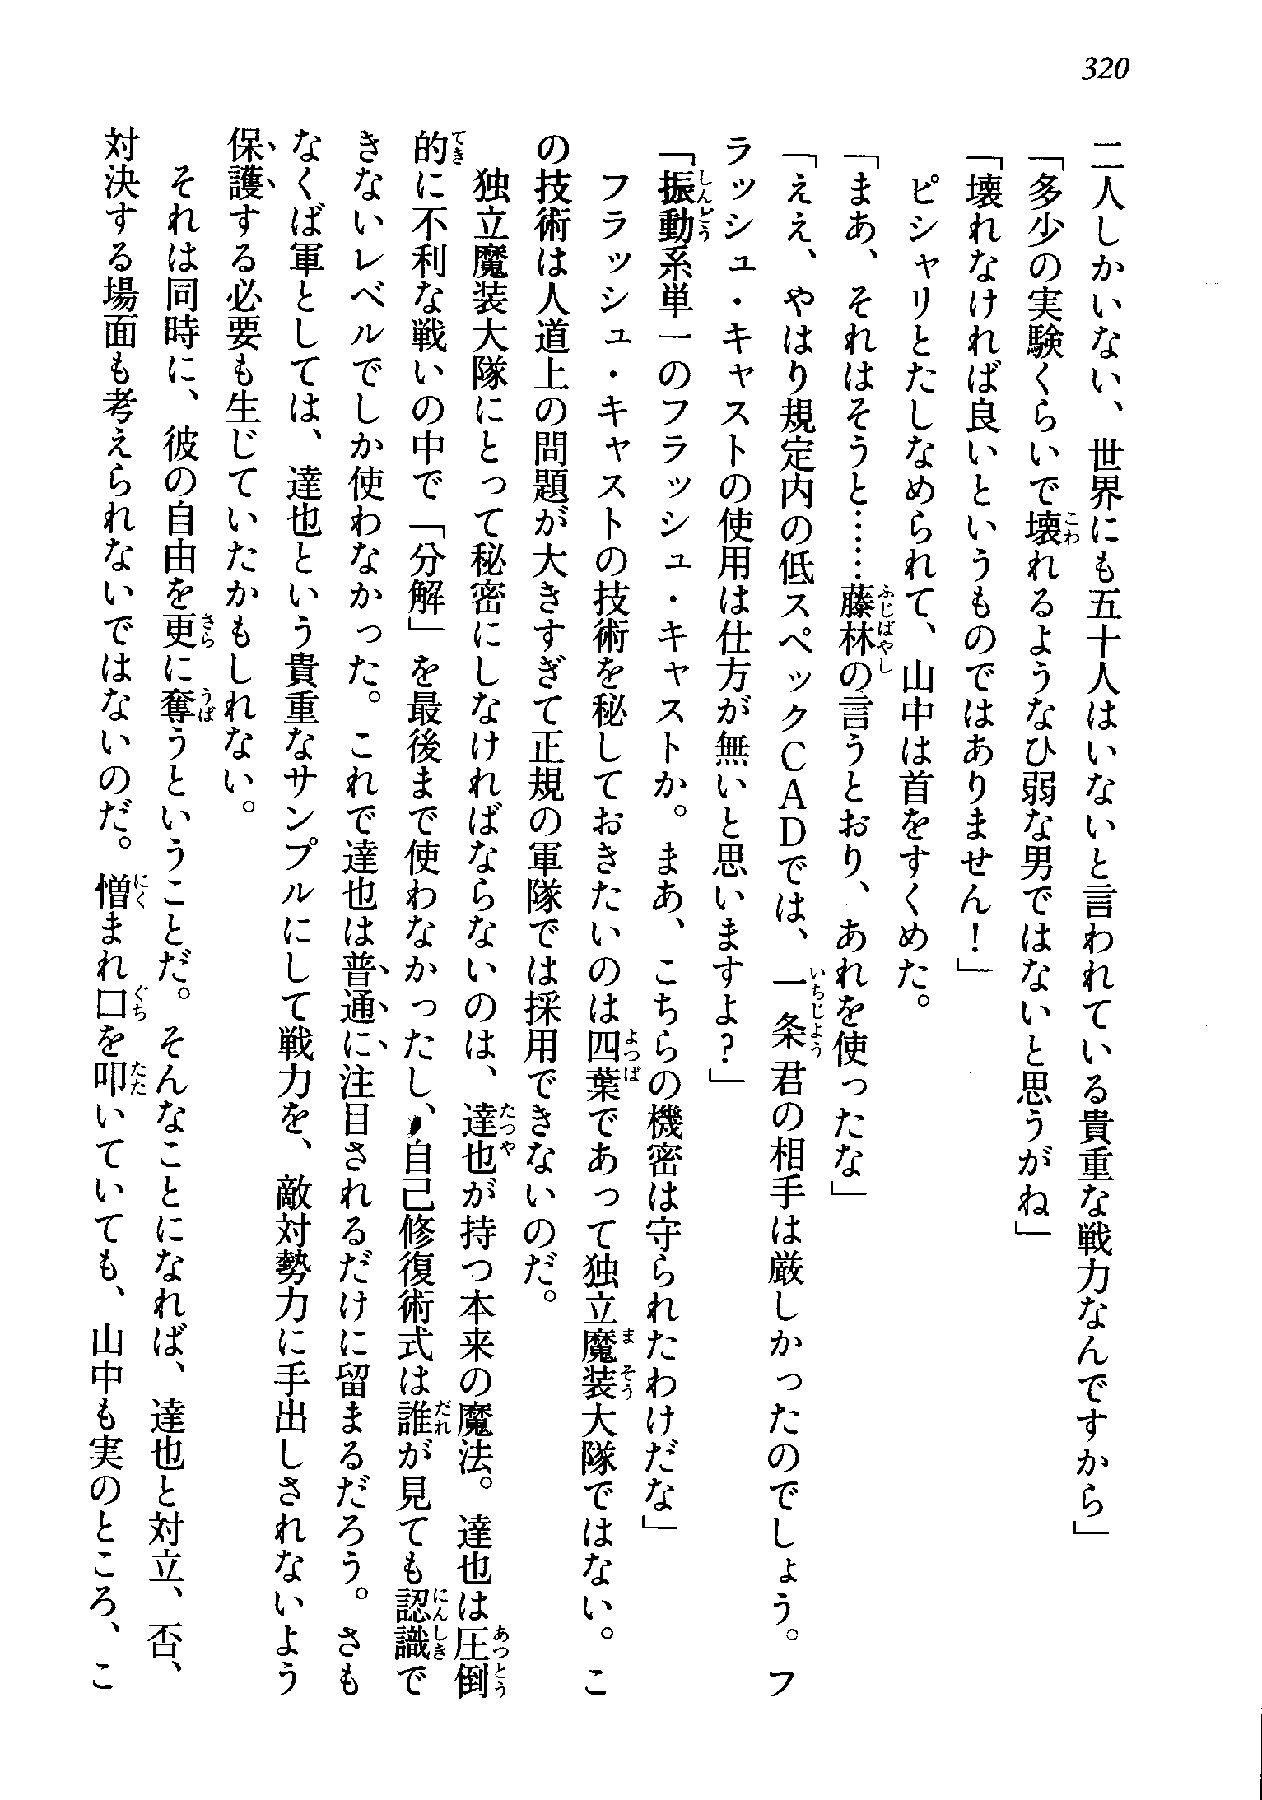 320
二人しかいない、世界にも五十人はいないと言われている貴重な戦力なんですから」
「多少の実験くらいで壊れるようなひ弱な男ではないと思うがね」
「壊れなければ良いというものではありません！」
ピシャリとたしなめられて、山中は首をすくめた。
「まあ、それはそうと……藤林の言うとおり、あれを使ったな」
「ええ、やはり規定内の低スペックＣＡＤでは、一条君の相手は厳しかったのでしょう。フ
ラッシュ・キャストの使用は仕方が無いと思いますよ？」
「振動系単一のフラッシュ・キャストか。まあ、こちらの機密は守られたわけだな」
フラッシュ・キャストの技術を秘しておきたいのは四葉であって独立魔装大隊ではない。こ
の技術は人道上の問題が大きすぎて正規の軍隊では採用できないのだ。
独立魔装大隊にとって秘密にしなければならないのは、達也が持つ本来の魔法。達也は圧倒
的に不利な戦いの中で「分解」を最後まで使わなかったし、自己修復術式は誰が見ても認識で
きないレベルでしか使わなかった。これで達也は普通に注目されるだけに留まるだろう。さも
なくば軍としては、達也という貴重なサンプルにして戦力を、敵対勢力に手出しされないよう
保護する必要も生じていたかもしれない。
それは同時に、彼の自由を更に奪うということだ。そんなことになれば、達也と対立、否、
対決する場面も考えられないではないのだ。憎まれ口を叩いていても、山中も実のところ、こ